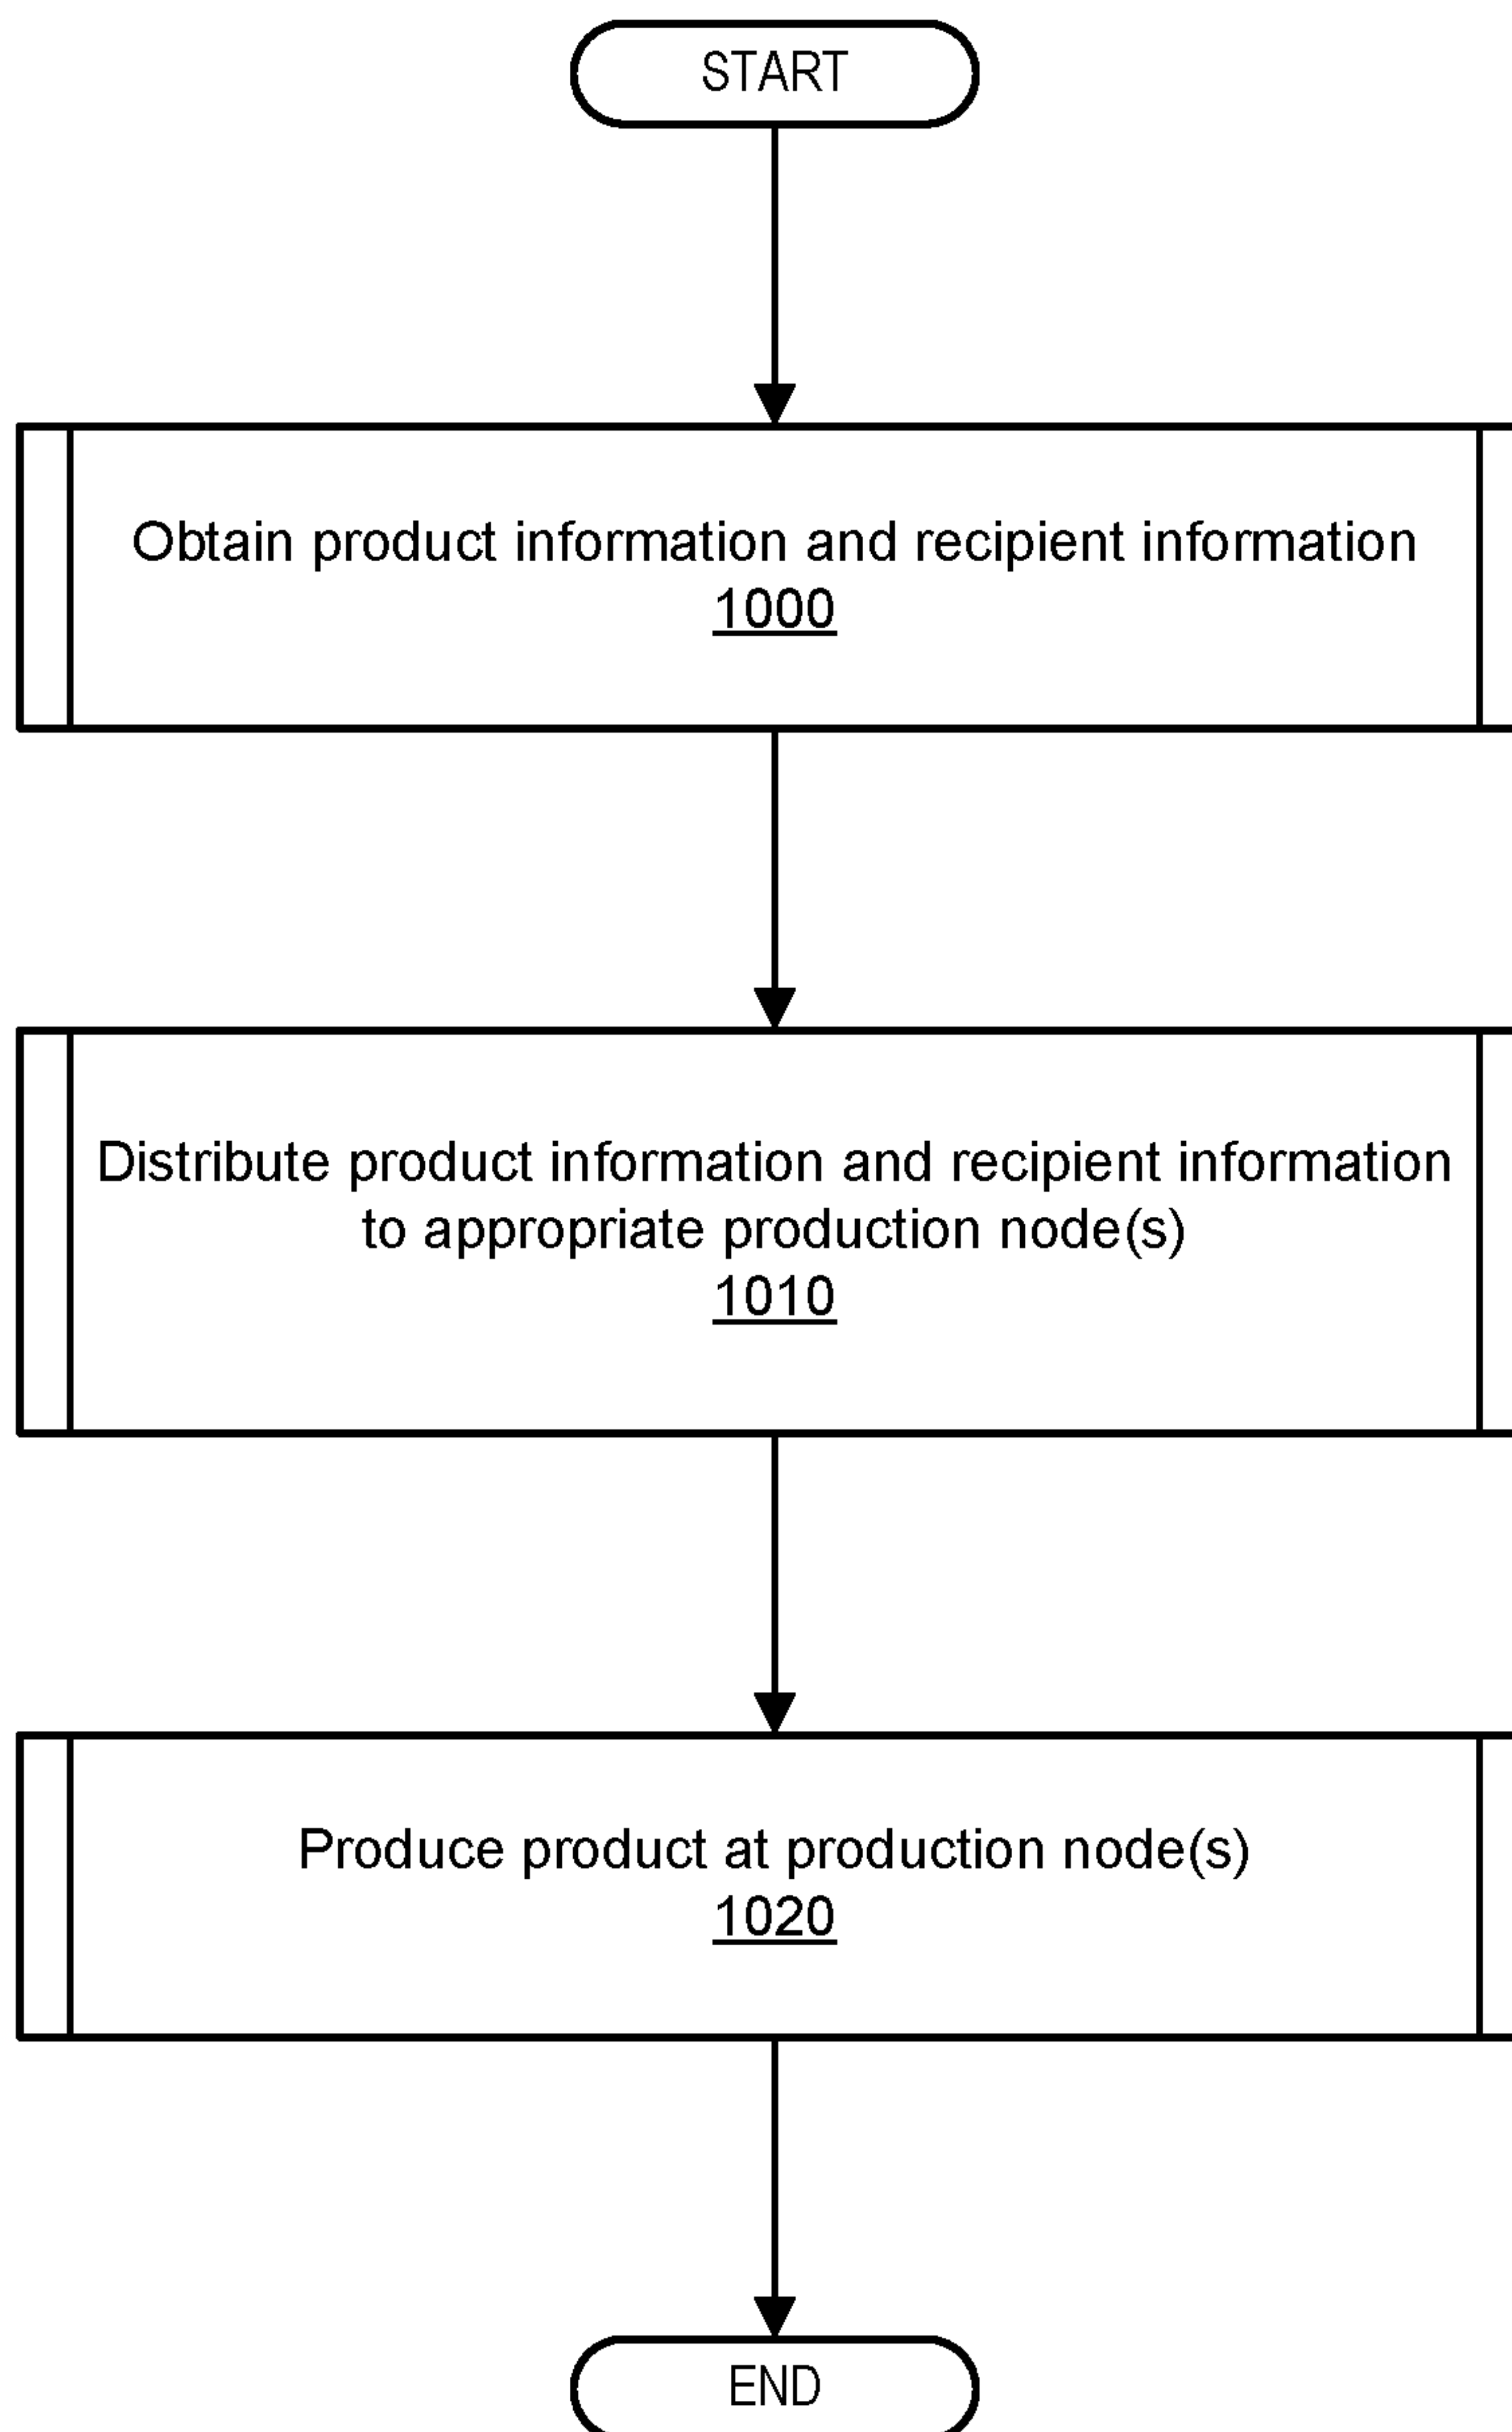 START
Obtain product information and recipient information
1000
Distribute product information and recipient information
to appropriate production node(s)
1010
Produce product at production node(s)
1020
END